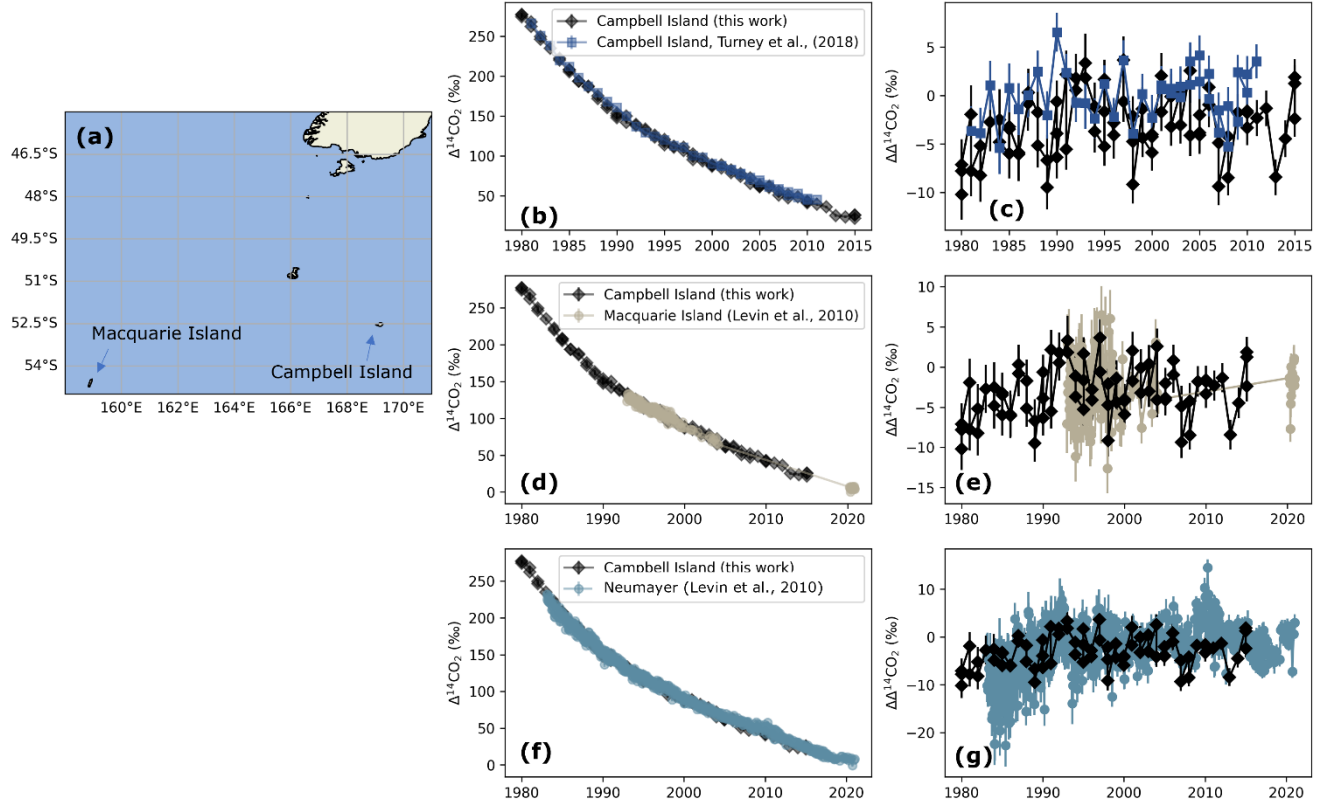 (a)
46.5°S
48°S
49.5°S
51°S
52.5°S
54°S
Macquarie Island
Campbell Island
160°E 162°E 164°E 166°E 168°E 170°E
Campbell Island (this work)
Campbell Island, Turney et al., (2018)
Δ¹⁴CO₂ (‰)
250
200
150
100
50
(b)
1980 1985 1990 1995 2000 2005 2010 2015
ΔΔ¹⁴CO₂ (‰)
5
0
−5
−10
(c)
1980 1985 1990 1995 2000 2005 2010 2015
Campbell Island (this work)
Macquarie Island (Levin et al., 2010)
Δ¹⁴CO₂ (‰)
250
200
150
100
50
0
(d)
1980 1990 2000 2010 2020
ΔΔ¹⁴CO₂ (‰)
10
5
0
−5
−10
−15
(e)
1980 1990 2000 2010 2020
Campbell Island (this work)
Neumayer (Levin et al., 2010)
Δ¹⁴CO₂ (‰)
250
200
150
100
50
0
(f)
1980 1990 2000 2010 2020
ΔΔ¹⁴CO₂ (‰)
10
0
−10
−20
(g)
1980 1990 2000 2010 2020